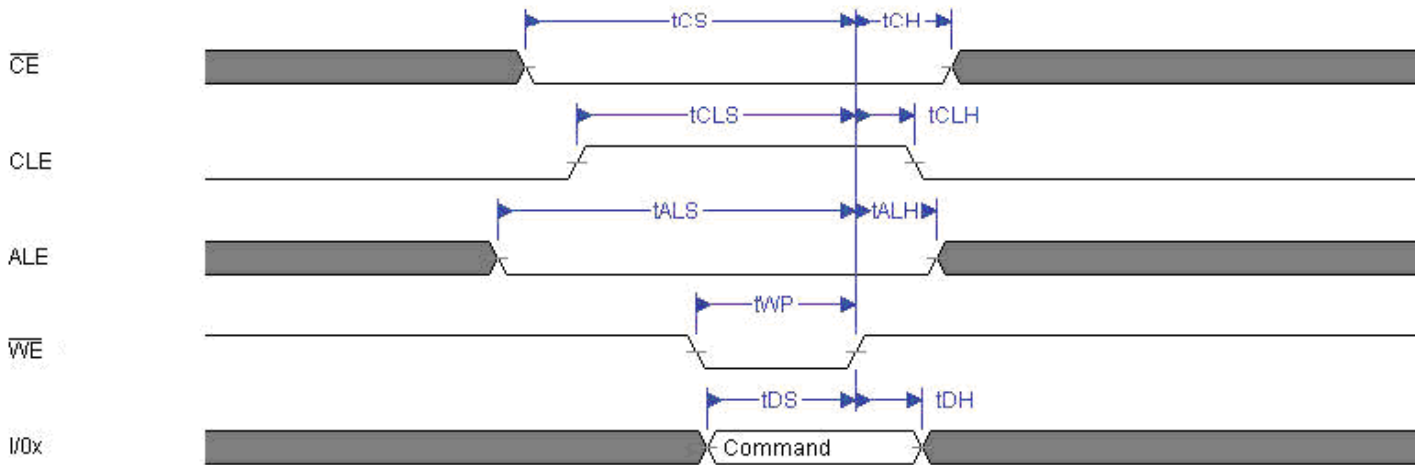 tCS tCH
CE
tCLS tCLH
CLE
tALS tALH
ALE
tWP
WE
tDS tDH
I/0x Command